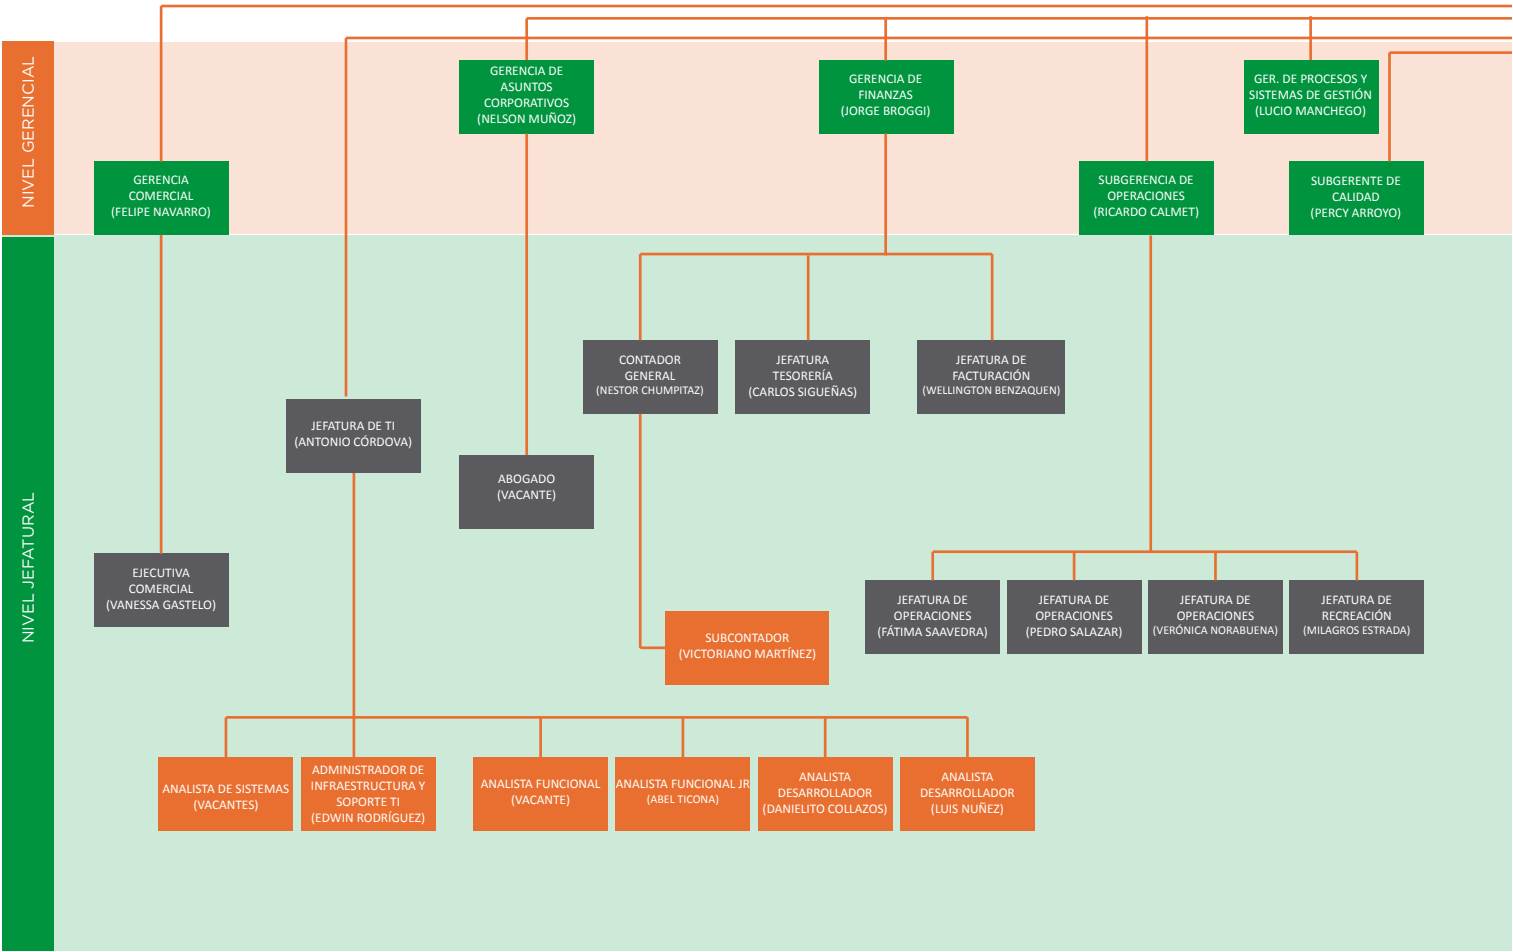 NIVEL GERENCIAL
GERENCIA DE
ASUNTOS
CORPORATIVOS
(NELSON MUÑOZ)
GERENCIA DE
FINANZAS
(JORGE BROGGI)
GER. DE PROCESOS Y
SISTEMAS DE GESTIÓN
(LUCIO MANCHEGO)
GERENCIA
COMERCIAL
(FELIPE NAVARRO)
SUBGERENCIA DE
OPERACIONES
(RICARDO CALMET)
SUBGERENTE DE
CALIDAD
(PERCY ARROYO)
NIVEL JEFATURAL
CONTADOR
GENERAL
(NESTOR CHUMPITAZ)
JEFATURA
TESORERÍA
(CARLOS SIGUEÑAS)
JEFATURA DE
FACTURACIÓN
(WELLINGTON BENZAQUEN)
JEFATURA DE TI
(ANTONIO CÓRDOVA)
ABOGADO
(VACANTE)
EJECUTIVA
COMERCIAL
(VANESSA GASTELO)
JEFATURA DE
OPERACIONES
(FÁTIMA SAAVEDRA)
JEFATURA DE
OPERACIONES
(PEDRO SALAZAR)
JEFATURA DE
OPERACIONES
(VERÓNICA NORABUENA)
JEFATURA DE
RECREACIÓN
(MILAGROS ESTRADA)
SUBCONTADOR
(VICTORIANO MARTÍNEZ)
ANALISTA DE SISTEMAS
(VACANTES)
ADMINISTRADOR DE
INFRAESTRUCTURA Y
SOPORTE TI
(EDWIN RODRÍGUEZ)
ANALISTA FUNCIONAL
(VACANTE)
ANALISTA FUNCIONAL JR
(ABEL TICONA)
ANALISTA
DESARROLLADOR
(DANIELITO COLLAZOS)
ANALISTA
DESARROLLADOR
(LUIS NUÑEZ)